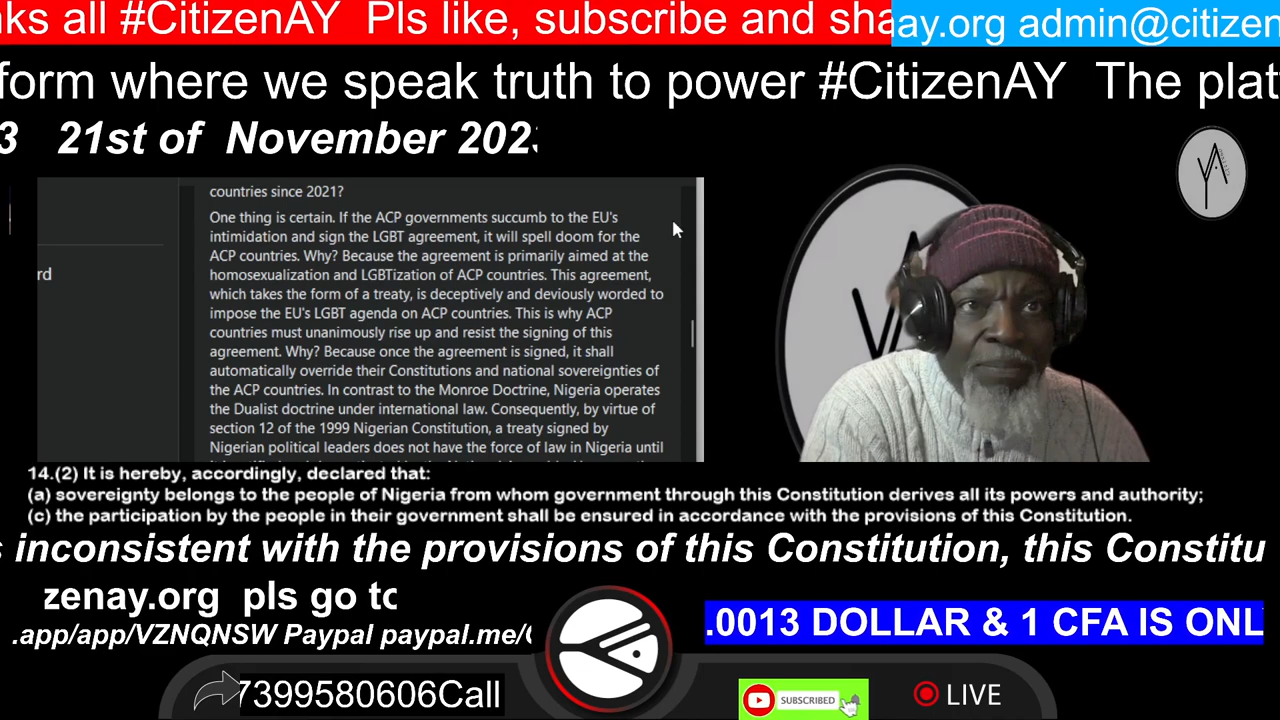 ks all #CitizenAY  Pls like, subscribe and sha
ay.org admin@citizen
form where we speak truth to power #CitizenAY  The plat
3   21st of  November 202
countries since 2021?
One thing is certain. If the ACP governments succumb to the EU's
intimidation and sign the LGBT agreement, it will spell doom for the
ACP countries. Why? Because the agreement is primarily aimed at the
homosexualization and LGBTization of ACP countries. This agreement,
which takes the form of a treaty, is deceptively and deviously worded to
impose the EU's LGBT agenda on ACP countries. This is why ACP
countries must unanimously rise up and resist the signing of this
agreement. Why? Because once the agreement is signed, it shall
automatically override their Constitutions and national sovereignties of
the ACP countries. In contrast to the Monroe Doctrine, Nigeria operates
the Dualist doctrine under international law. Consequently, by virtue of
section 12 of the 1999 Nigerian Constitution, a treaty signed by
Nigerian political leaders does not have the force of law in Nigeria until
rd
14.(2) It is hereby, accordingly, declared that:
(a) sovereignty belongs to the people of Nigeria from whom government through this Constitution derives all its powers and authority;
(c) the participation by the people in their government shall be ensured in accordance with the provisions of this Constitution.
s inconsistent with the provisions of this Constitution, this Constitu
zenay.org  pls go to
.app/app/VZNQNSW Paypal paypal.me/
.0013 DOLLAR & 1 CFA IS ONL
7399580606Call
SUBSCRIBED
LIVE